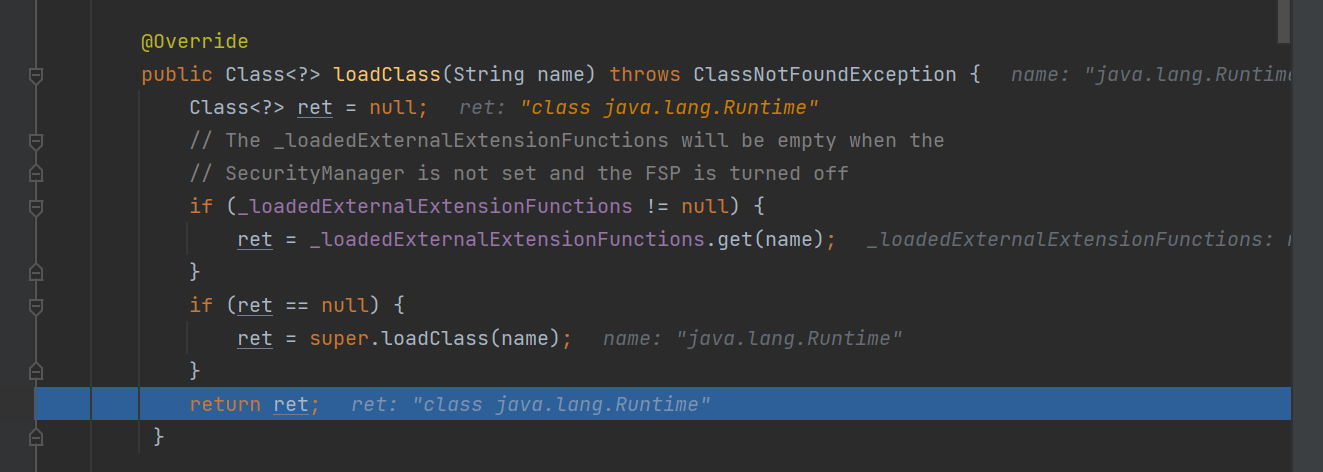 @Override
public Class<?> loadClass(String name) throws ClassNotFoundException {   name: "java.lang.Runtime
Class<?> ret = null;   ret: "class java.lang.Runtime"
// The _loadedExternalExtensionFunctions will be empty when the
// SecurityManager is not set and the FSP is turned off
if (_loadedExternalExtensionFunctions != null) {
ret = _loadedExternalExtensionFunctions.get(name);   _loadedExternalExtensionFunctions:
}
if (ret == null) {
ret = super.loadClass(name);   name: "java.lang.Runtime"
}
return ret;   ret: "class java.lang.Runtime"
}